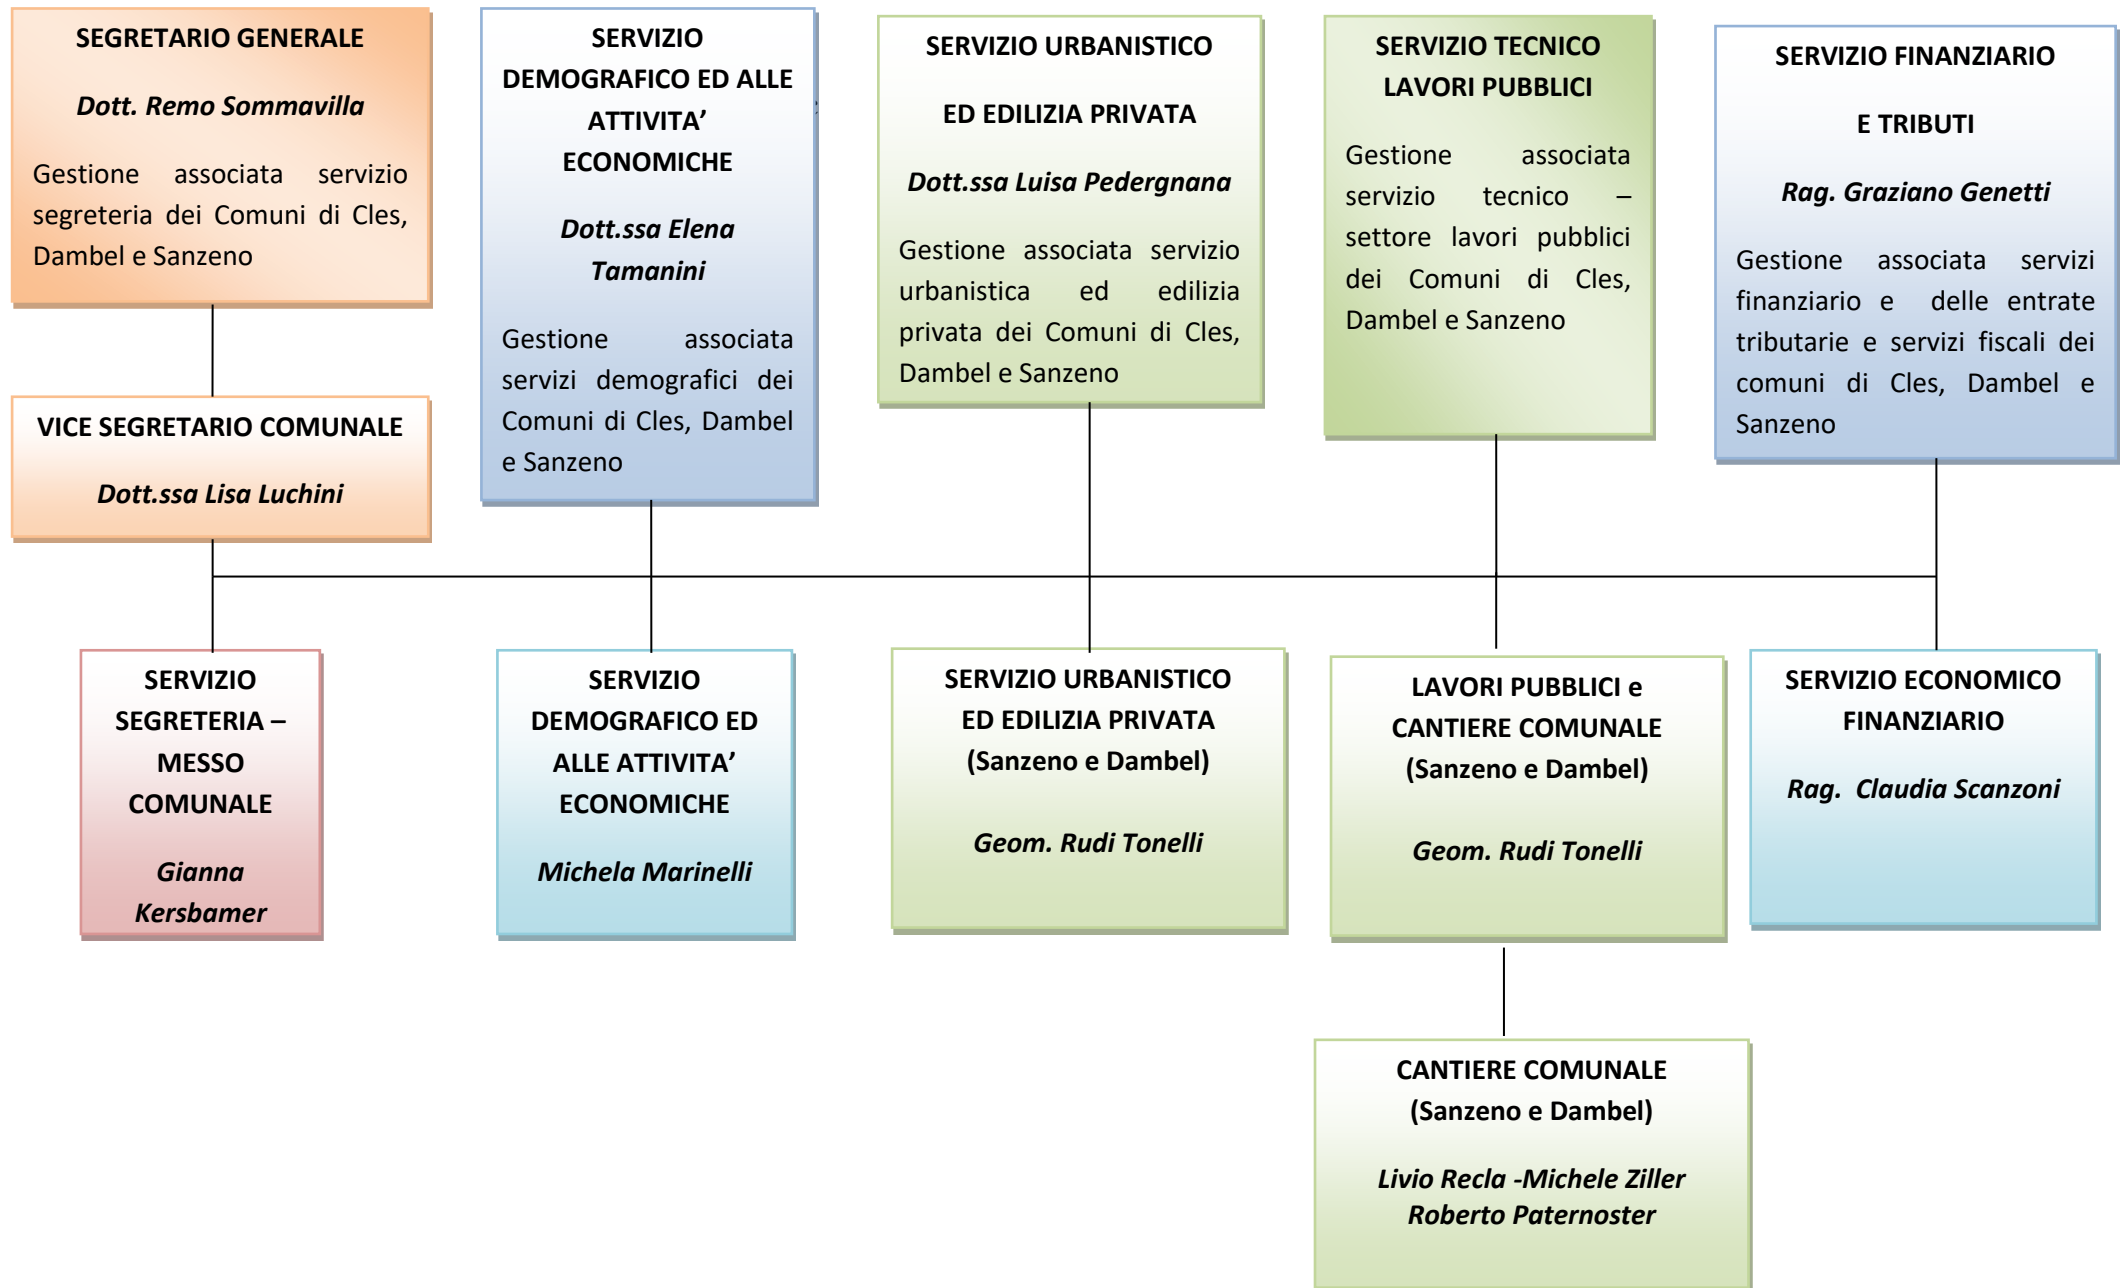 SEGRETARIO GENERALE
Dott. Remo Sommavilla
Gestione associata servizio
segreteria dei Comuni di Cles,
Dambel e Sanzeno
VICE SEGRETARIO COMUNALE
Dott.ssa Lisa Luchini
SERVIZIO
DEMOGRAFICO ED ALLE
ATTIVITA’
ECONOMICHE
Dott.ssa Elena
Tamanini
Gestione associata
servizi demografici dei
Comuni di Cles, Dambel
e Sanzeno
SERVIZIO URBANISTICO
ED EDILIZIA PRIVATA
Dott.ssa Luisa Pedergnana
Gestione associata servizio
urbanistica ed edilizia
privata dei Comuni di Cles,
Dambel e Sanzeno
SERVIZIO TECNICO
LAVORI PUBBLICI
Gestione associata
servizio tecnico –
settore lavori pubblici
dei Comuni di Cles,
Dambel e Sanzeno
SERVIZIO FINANZIARIO
E TRIBUTI
Rag. Graziano Genetti
Gestione associata servizi
finanziario e delle entrate
tributarie e servizi fiscali dei
comuni di Cles, Dambel e
Sanzeno
SERVIZIO
SEGRETERIA –
MESSO
COMUNALE
Gianna
Kersbamer
SERVIZIO
DEMOGRAFICO ED
ALLE ATTIVITA’
ECONOMICHE
Michela Marinelli
SERVIZIO URBANISTICO
ED EDILIZIA PRIVATA
(Sanzeno e Dambel)
Geom. Rudi Tonelli
LAVORI PUBBLICI e
CANTIERE COMUNALE
(Sanzeno e Dambel)
Geom. Rudi Tonelli
SERVIZIO ECONOMICO
FINANZIARIO
Rag. Claudia Scanzoni
CANTIERE COMUNALE
(Sanzeno e Dambel)
Livio Recla -Michele Ziller
Roberto Paternoster